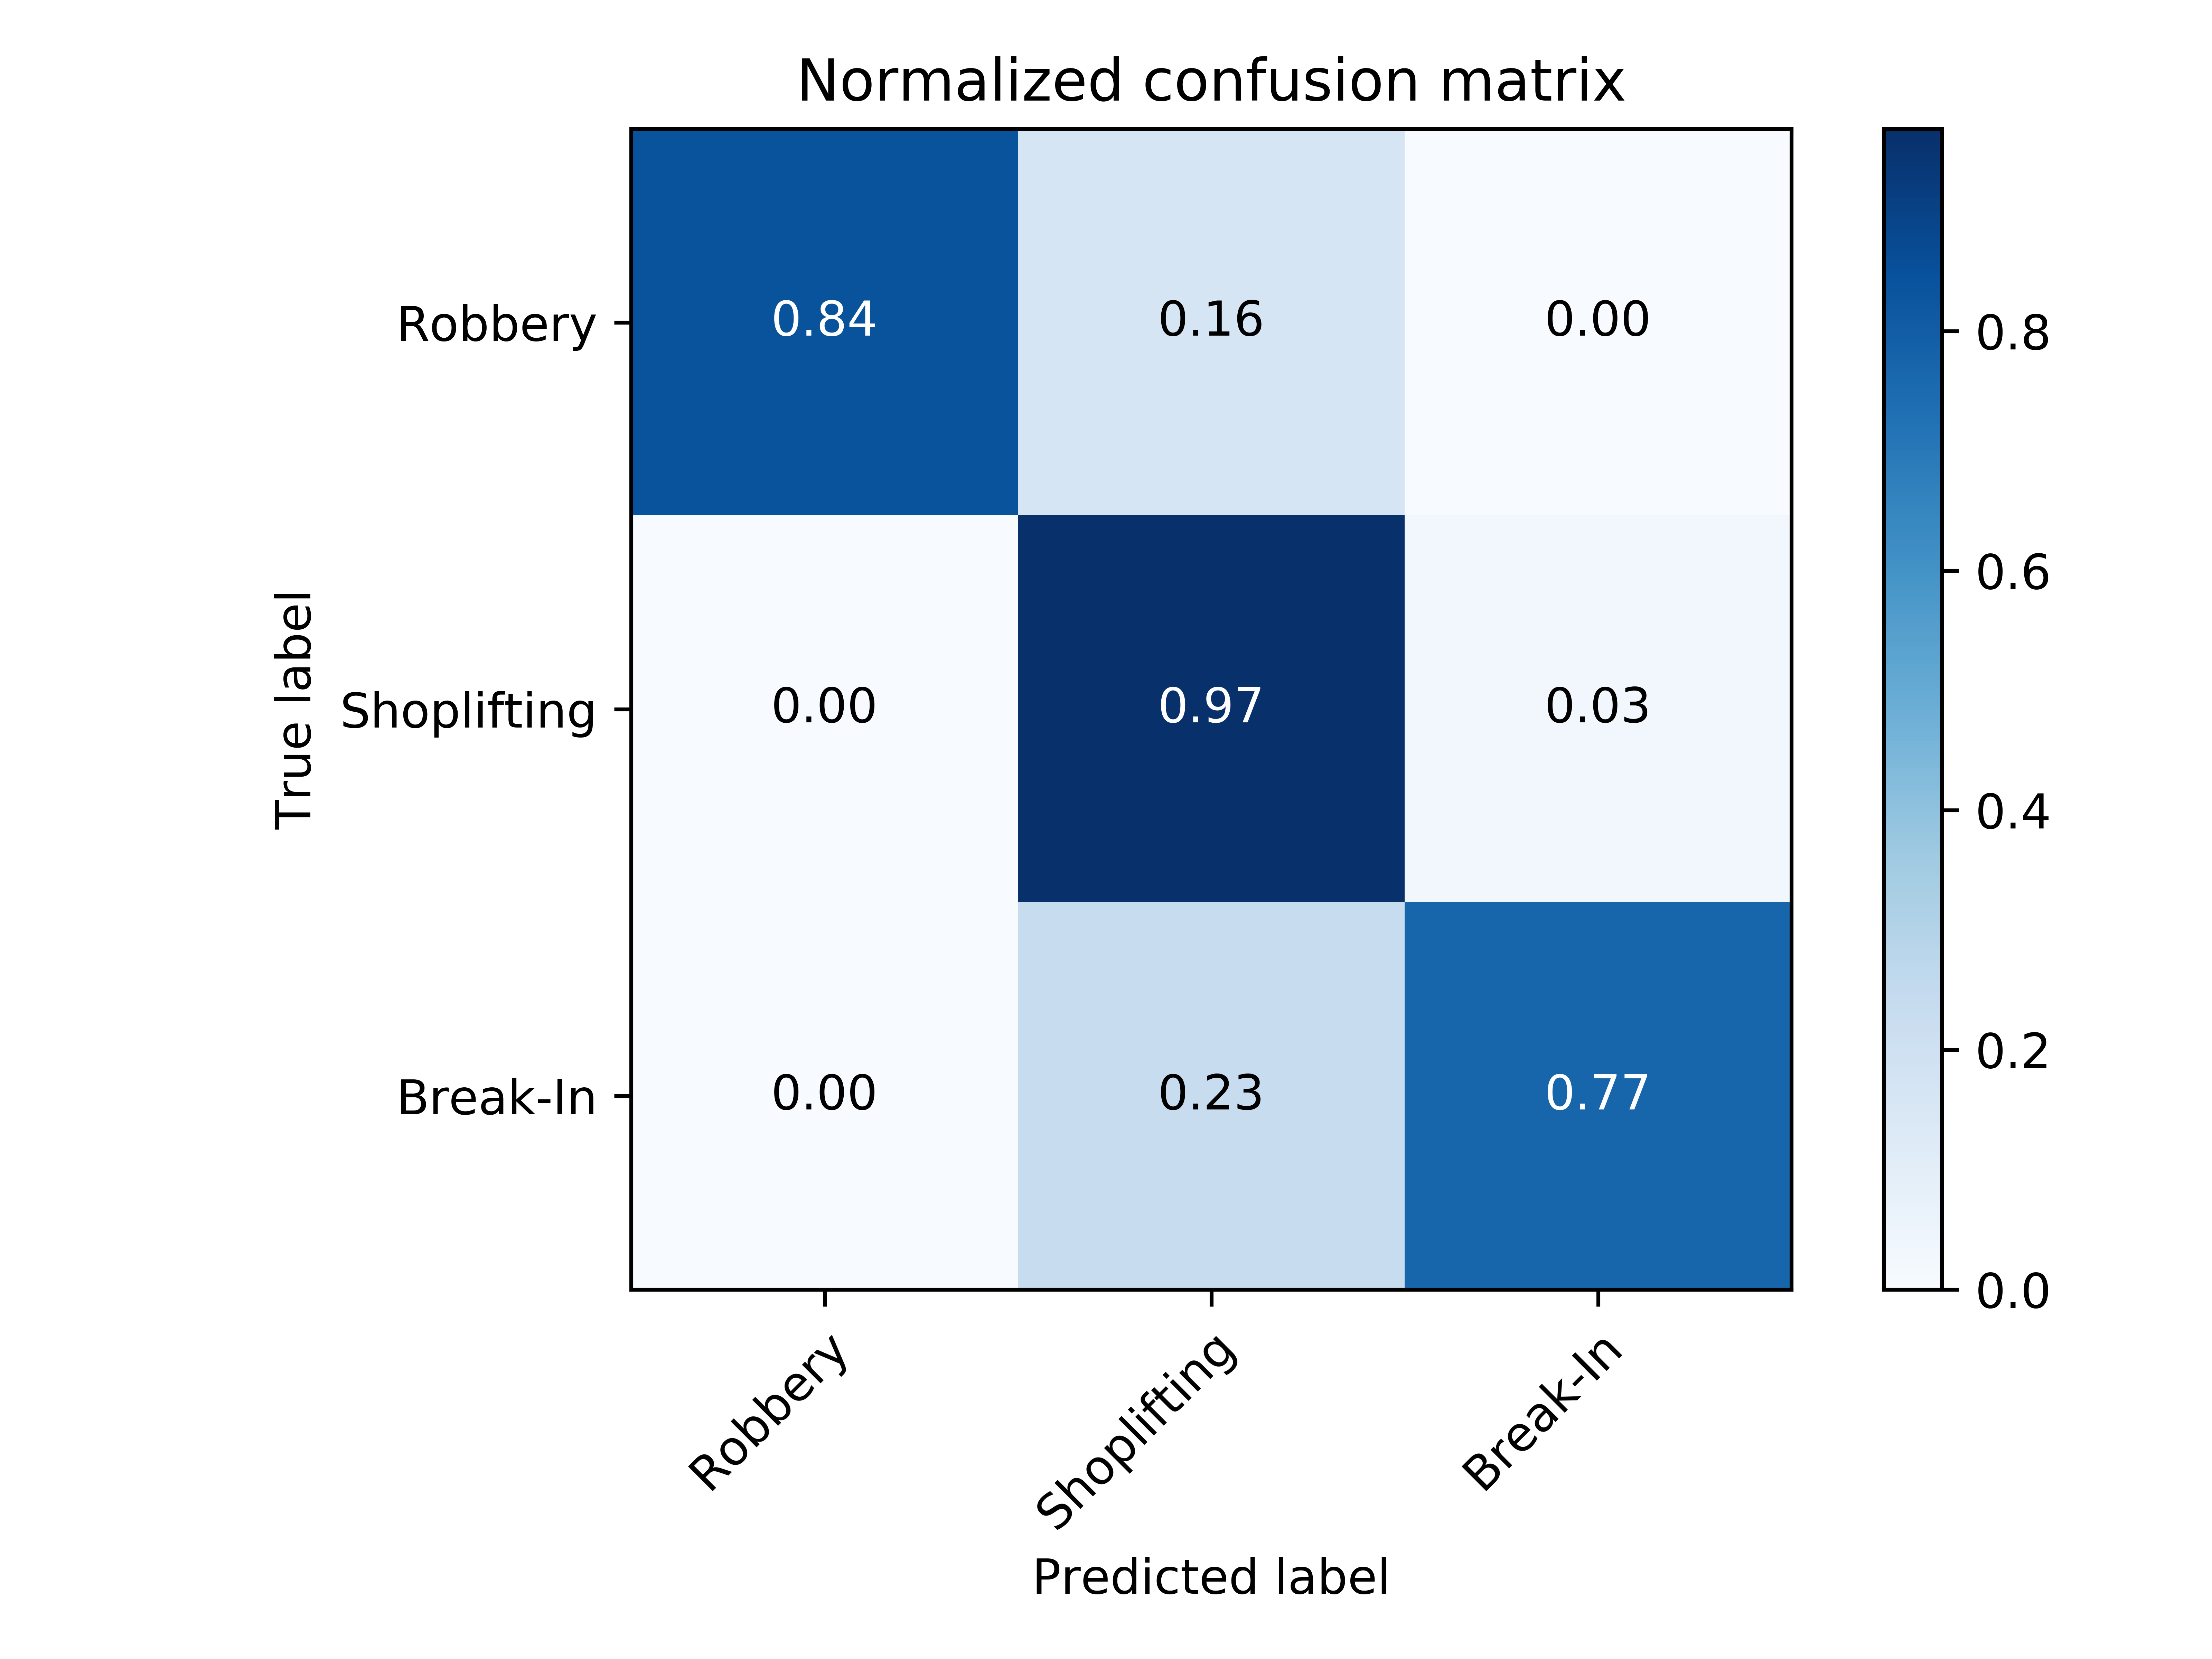 Normalized confusion matrix
True label
Robbery
0.84 0.16 0.00
Shoplifting
0.00 0.97 0.03
Break-In
0.00 0.23 0.77
Robbery
Shoplifting
Break-In
Predicted label
0.8
0.6
0.4
0.2
0.0